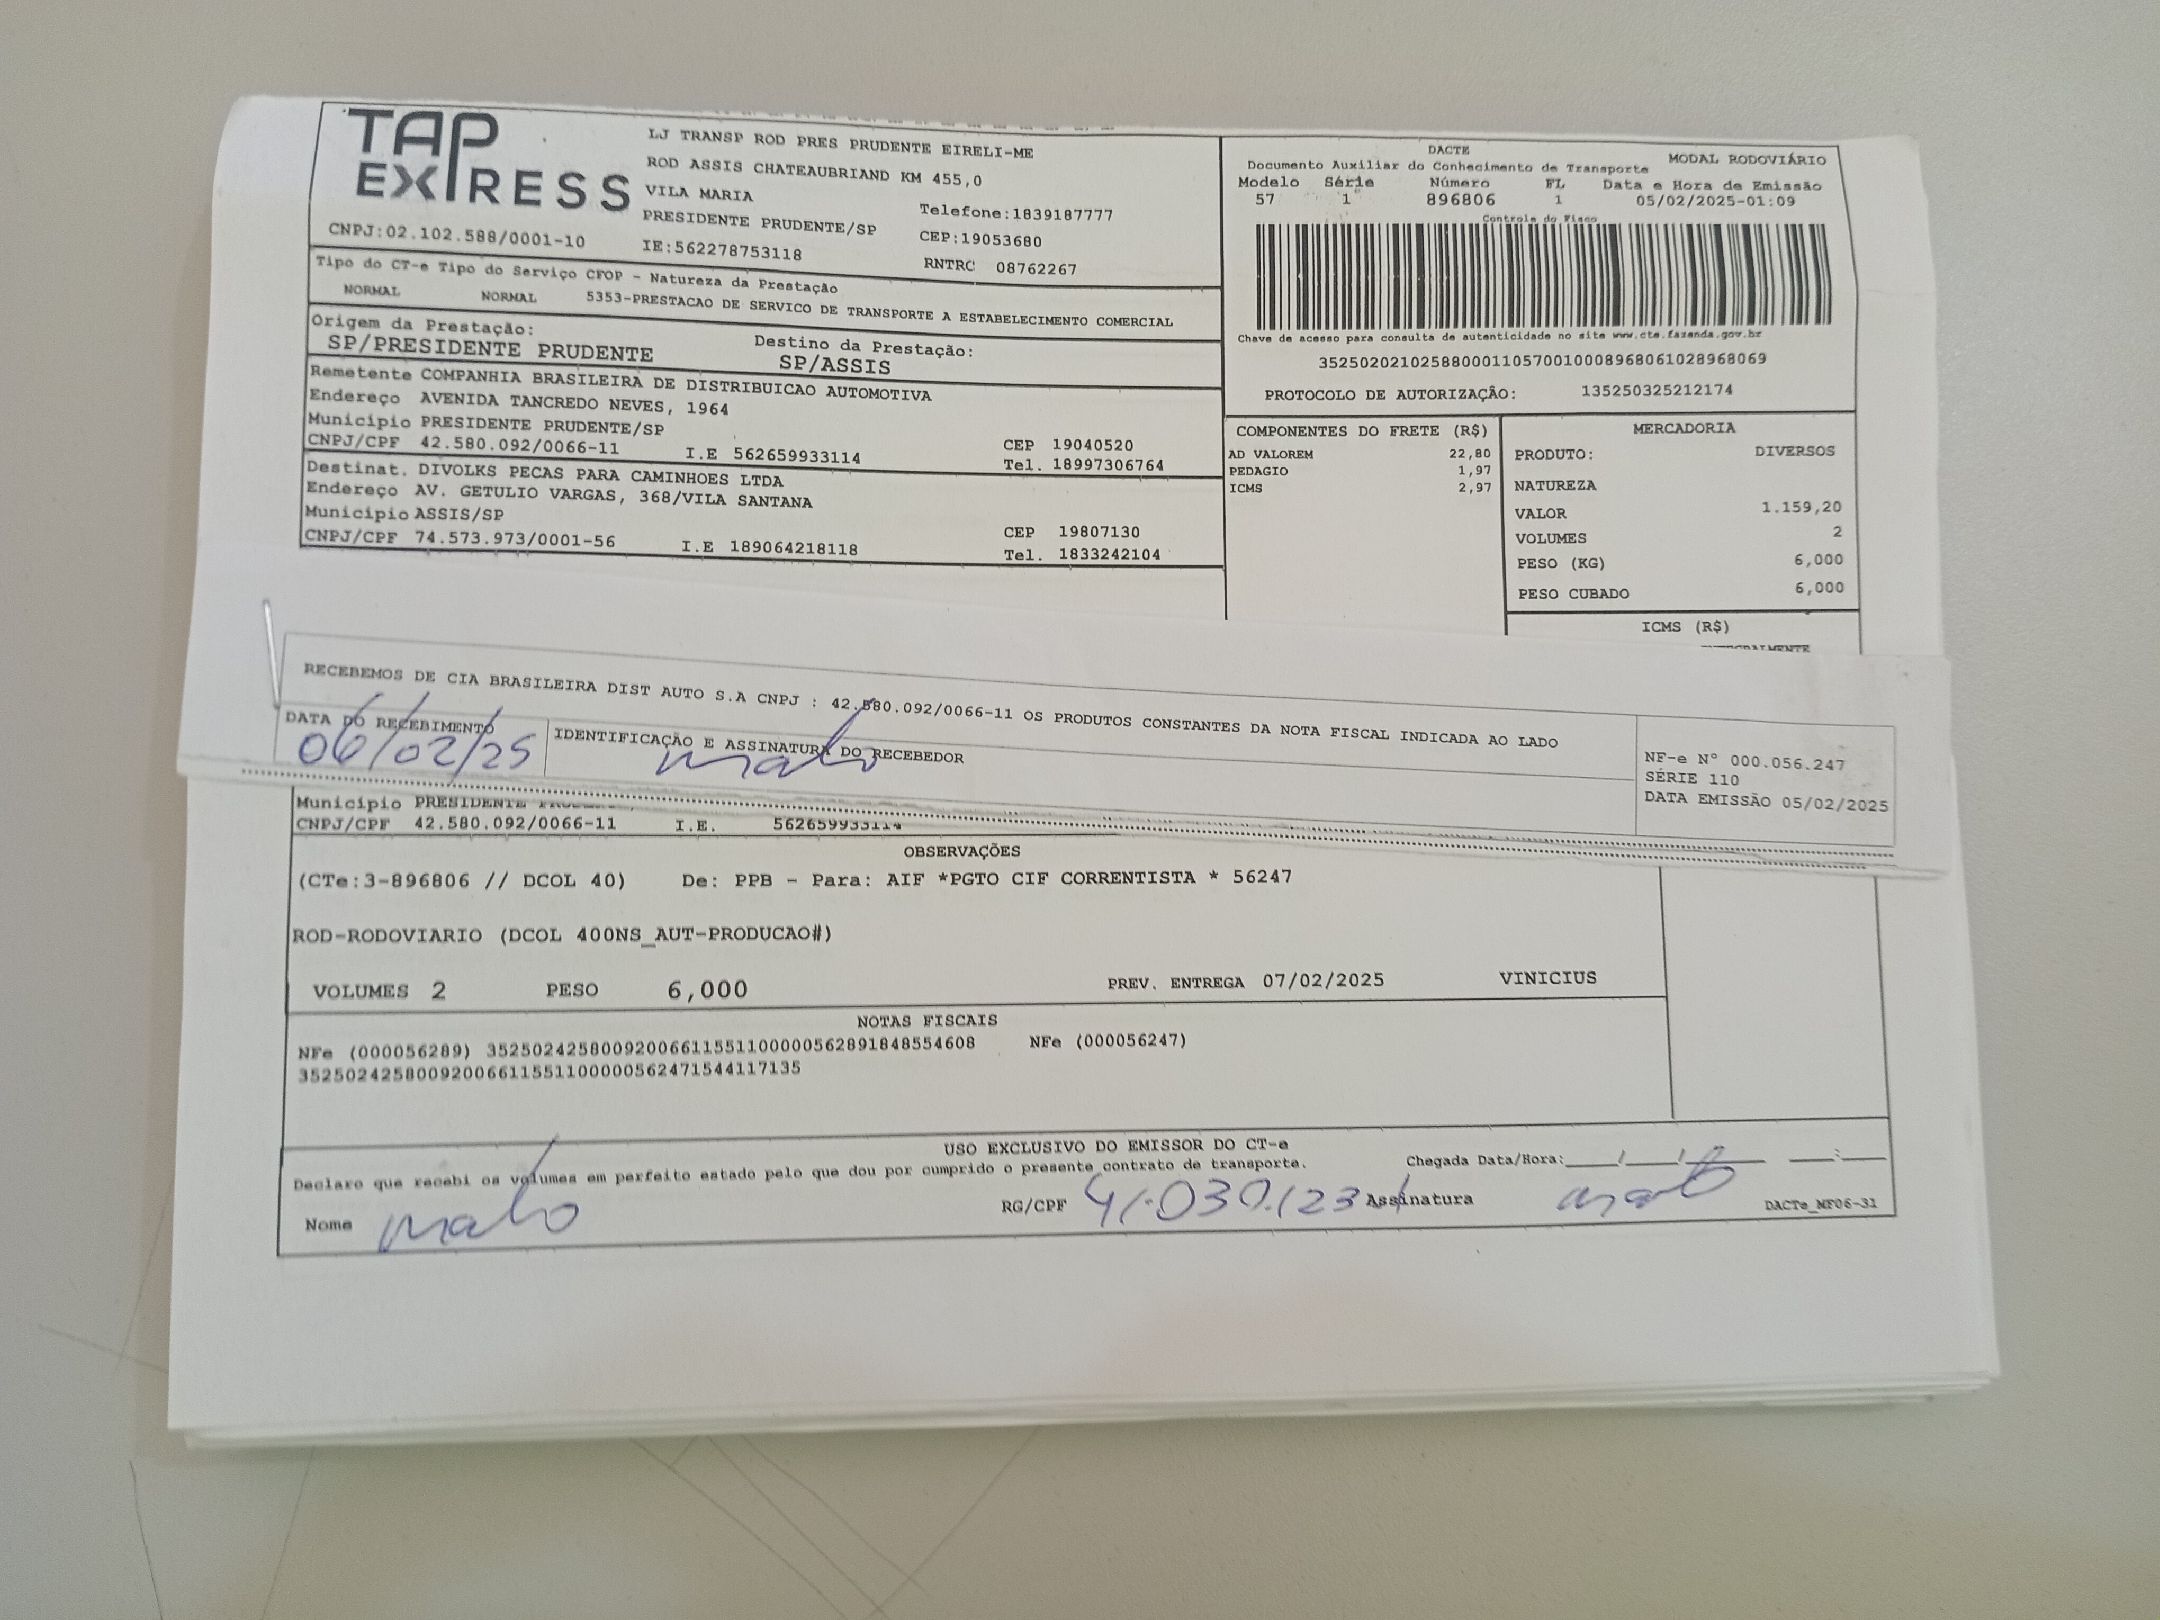 TAP
EXPRESS
CNPJ:02.102.588/0001-10
LJ TRANSP ROD PRES PRUDENTE EIRELI-ME
ROD ASSIS CHATEAUBRIAND KM 455,0
VILA MARIA
PRESIDENTE PRUDENTE/SP
IE:562278753118
Telefone:1839187777
CEP:19053680
RNTRC 08762267
DACTE
Documento Auxiliar do Conhecimento de Transporte
MODAL RODOVIÁRIO
Modelo Série Número FL Data e Hora de Emissão
57 1 896806 1 05/02/2025-01:09
Controle do Fisco
Chave de acesso para consulta de autenticidade no site www.cte.fazenda.gov.br
35250202102588000110570010008968061028968069
PROTOCOLO DE AUTORIZAÇÃO: 135250325212174
Tipo do CT-e Tipo do Serviço CFOP - Natureza da Prestação
NORMAL NORMAL 5353-PRESTACAO DE SERVICO DE TRANSPORTE A ESTABELECIMENTO COMERCIAL
Origem da Prestação: Destino da Prestação:
SP/PRESIDENTE PRUDENTE SP/ASSIS
Remetente COMPANHIA BRASILEIRA DE DISTRIBUICAO AUTOMOTIVA
Endereço AVENIDA TANCREDO NEVES, 1964
Município PRESIDENTE PRUDENTE/SP CEP 19040520
CNPJ/CPF 42.580.092/0066-11 I.E 562659933114 Tel. 18997306764
Destinat. DIVOLKS PECAS PARA CAMINHOES LTDA
Endereço AV. GETULIO VARGAS, 368/VILA SANTANA
Município ASSIS/SP CEP 19807130
CNPJ/CPF 74.573.973/0001-56 I.E 189064218118 Tel. 1833242104
COMPONENTES DO FRETE (R$)
AD VALOREM 22,80
PEDAGIO 1,97
ICMS 2,97
MERCADORIA
PRODUTO: DIVERSOS
NATUREZA
VALOR 1.159,20
VOLUMES 2
PESO (KG) 6,000
PESO CUBADO 6,000
ICMS (R$)
RECEBEMOS DE CIA BRASILEIRA DIST AUTO S.A CNPJ : 42.580.092/0066-11 OS PRODUTOS CONSTANTES DA NOTA FISCAL INDICADA AO LADO
DATA DO RECEBIMENTO IDENTIFICAÇÃO E ASSINATURA DO RECEBEDOR
06/02/25
NF-e Nº 000.056.247
SÉRIE 110
DATA EMISSÃO 05/02/2025
Município PRESIDENTE
CNPJ/CPF 42.580.092/0066-11 I.E. 562659933114
OBSERVAÇÕES
(CTe:3-896806 // DCOL 40) De: PPB - Para: AIF *PGTO CIF CORRENTISTA * 56247
ROD-RODOVIARIO (DCOL 400NS_AUT-PRODUCAO#)
VOLUMES 2 PESO 6,000 PREV. ENTREGA 07/02/2025 VINICIUS
NOTAS FISCAIS
NFe (000056289) 35250242580092006611551100000562891848554608 NFe (000056247)
35250242580092006611551100000562471544117135
USO EXCLUSIVO DO EMISSOR DO CT-e
Declaro que recebi os volumes em perfeito estado pelo que dou por cumprido o presente contrato de transporte. Chegada Data/Hora:____/____/____ ___:___
Nome RG/CPF 41.030.123 Assinatura DACTe_MF06-31